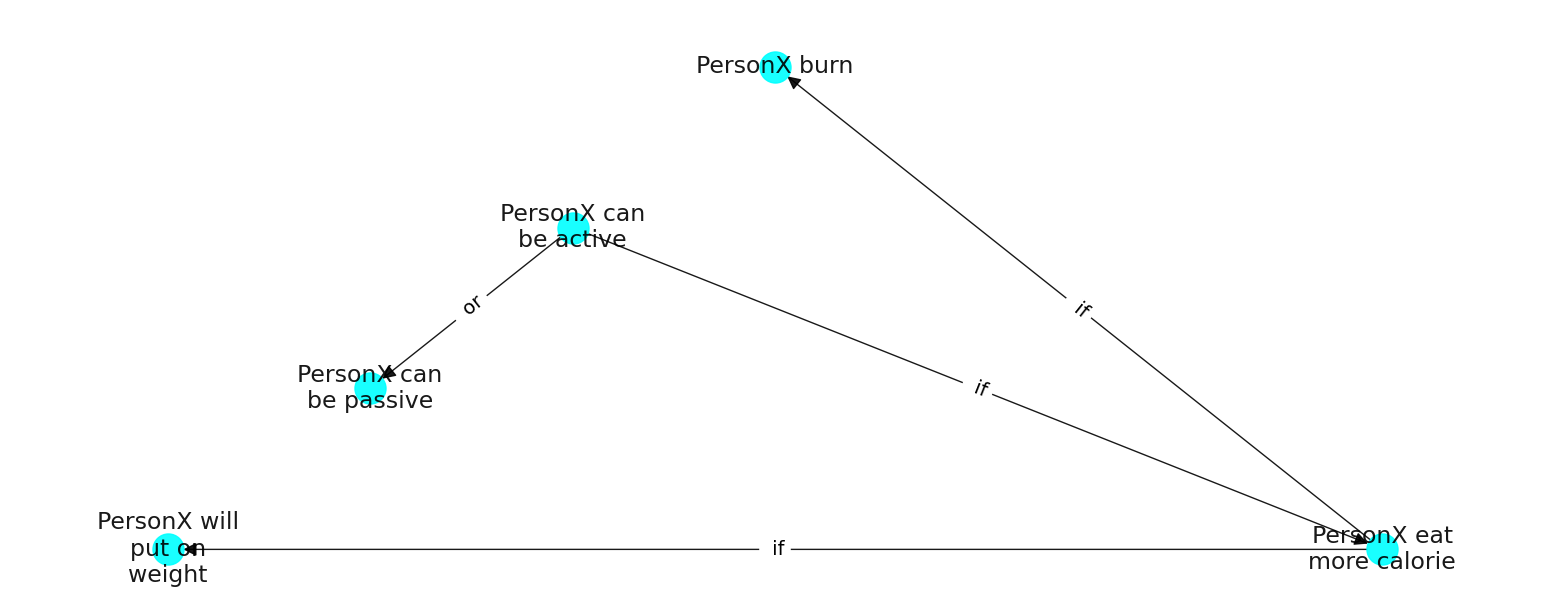 PersonX burn
PersonX can
be active
or
if
PersonX can
be passive
if
PersonX will
put on
weight
if
PersonX eat
more calorie